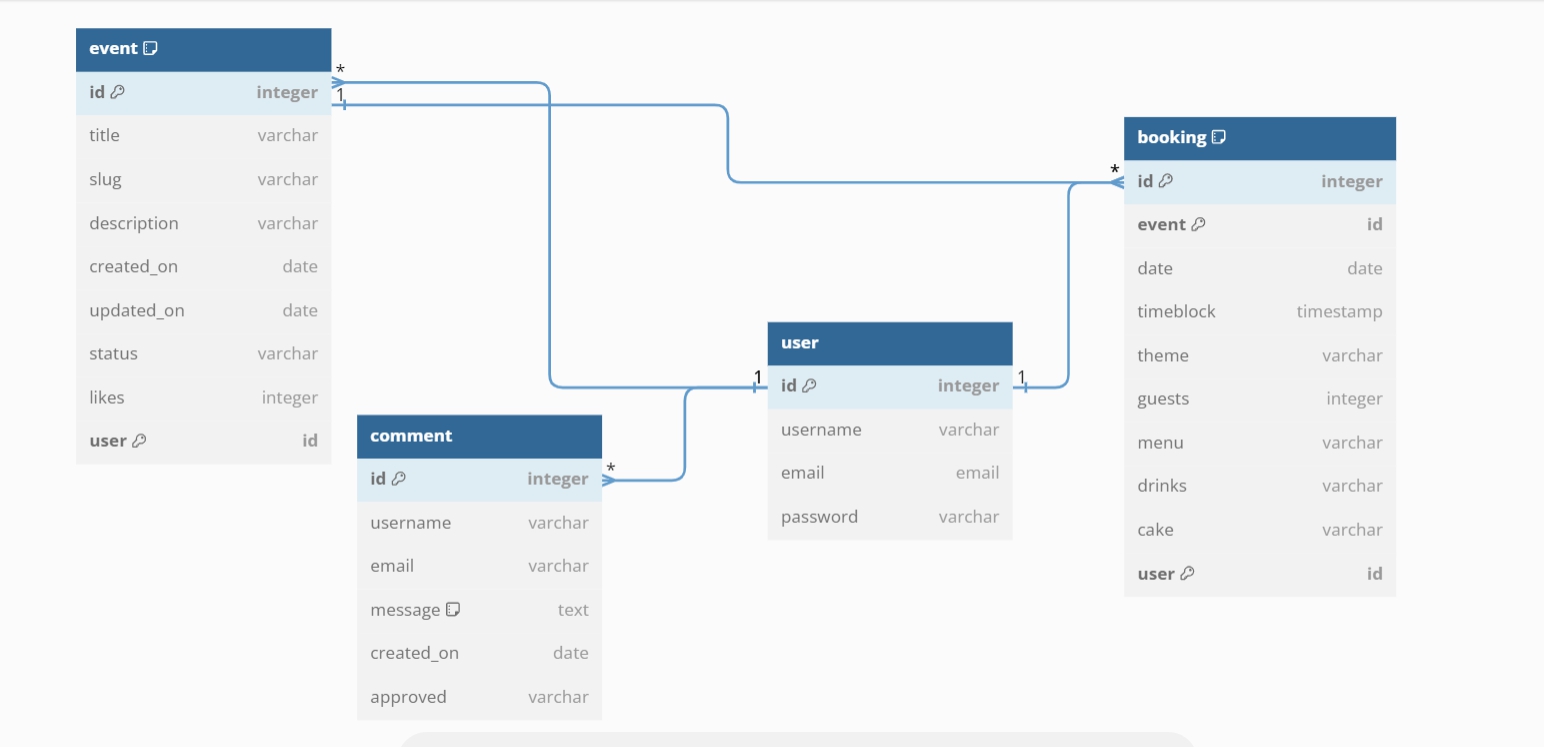 event
*
id integer
1
title varchar
slug varchar
description varchar
created_on date
updated_on date
status varchar
likes integer
user id
booking
*
id integer
event id
date date
timeblock timestamp
theme varchar
guests integer
menu varchar
drinks varchar
cake varchar
user id
user
1
id integer
1
username varchar
email email
password varchar
comment
*
id integer
username varchar
email varchar
message text
created_on date
approved varchar